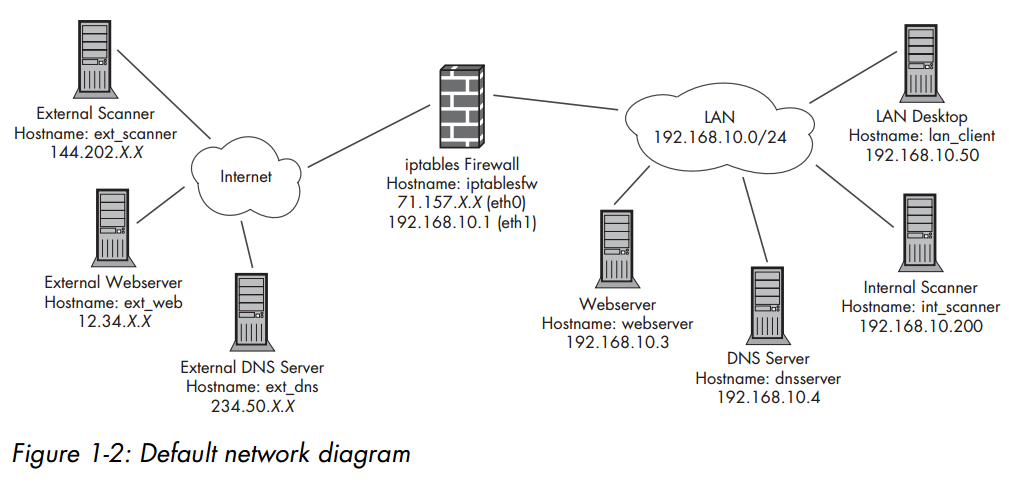 External Scanner
Hostname: ext_scanner
144.202.X.X
Internet
External Webserver
Hostname: ext_web
12.34.X.X
External DNS Server
Hostname: ext_dns
234.50.X.X
iptables Firewall
Hostname: iptablesfw
71.157.X.X (eth0)
192.168.10.1 (eth1)
LAN
192.168.10.0/24
LAN Desktop
Hostname: lan_client
192.168.10.50
Webserver
Hostname: webserver
192.168.10.3
DNS Server
Hostname: dnsserver
192.168.10.4
Internal Scanner
Hostname: int_scanner
192.168.10.200
Figure 1-2: Default network diagram